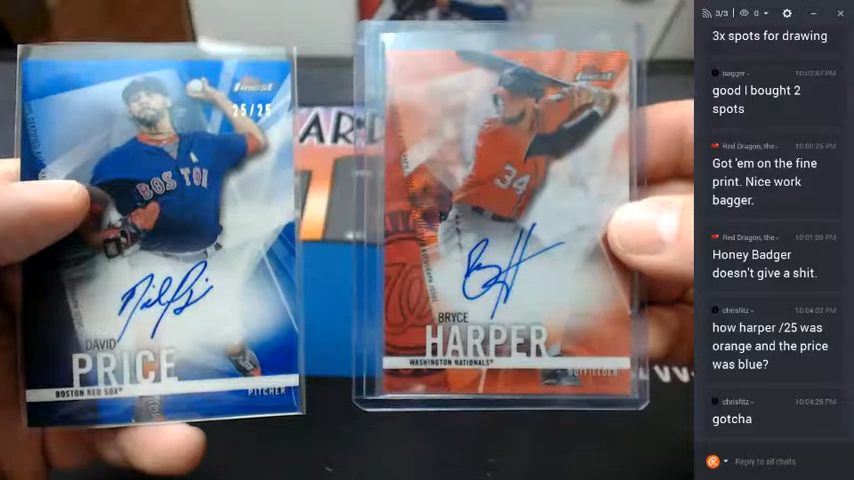 Finest
25/25
BOSTON
DAVID
PRICE
BOSTON RED SOX
PITCHER
ARD
Finest
34
BRYCE
HARPER
WASHINGTON NATIONALS
OUTFIELDER
3/3
0
3x spots for drawing
bagger
10:02:37 PM
good I bought 2
spots
Red Dragon, the
10:00:25 PM
Got 'em on the fine
print. Nice work
bagger.
Red Dragon, the
10:01:09 PM
Honey Badger
doesn't give a shit.
chrisfitz
10:04:02 PM
how harper /25 was
orange and the price
was blue?
chrisfitz
10:04:29 PM
gotcha
Reply to all chats